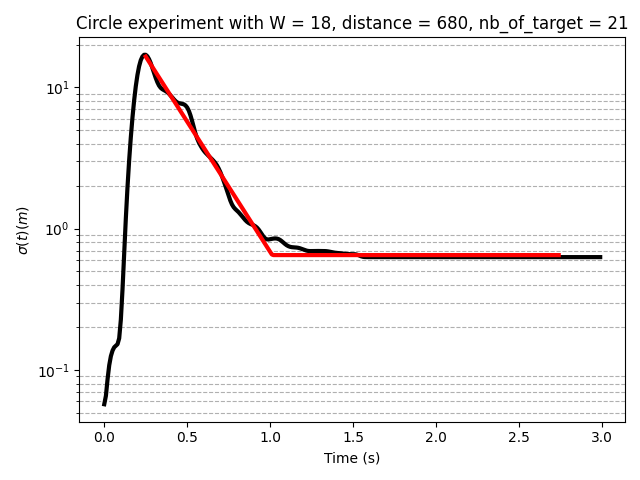 Circle experiment with W = 18, distance = 680, nb_of_target = 21
10¹
10⁰
10⁻¹
σ(t)(m)
0.0 0.5 1.0 1.5 2.0 2.5 3.0
Time (s)